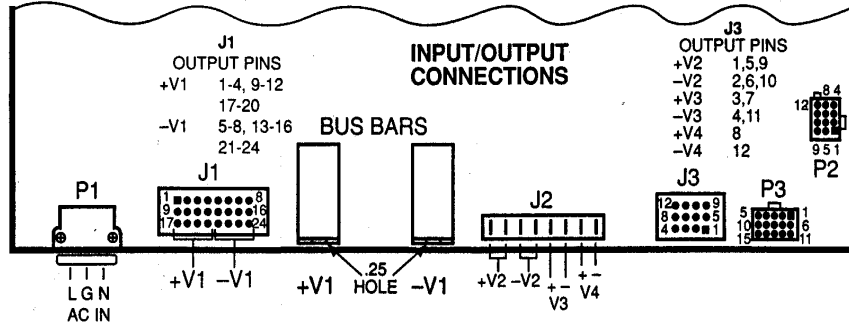 J1
OUTPUT PINS
+V1 1-4, 9-12
17-20
−V1 5-8, 13-16
21-24
INPUT/OUTPUT
CONNECTIONS
J3
OUTPUT PINS
+V2 1,5,9
−V2 2,6,10
+V3 3,7
−V3 4,11
+V4 8
−V4 12
8 4
12
9 5 1
P2
BUS BARS
P1
J1
1 8
9 16
17 24
J2
J3
12 9
8 5
4 1
P3
5 1
10 6
15 11
L G N
AC IN
+V1 −V1
+V1
.25
HOLE
−V1
+V2 −V2
+ −
V3
+ −
V4